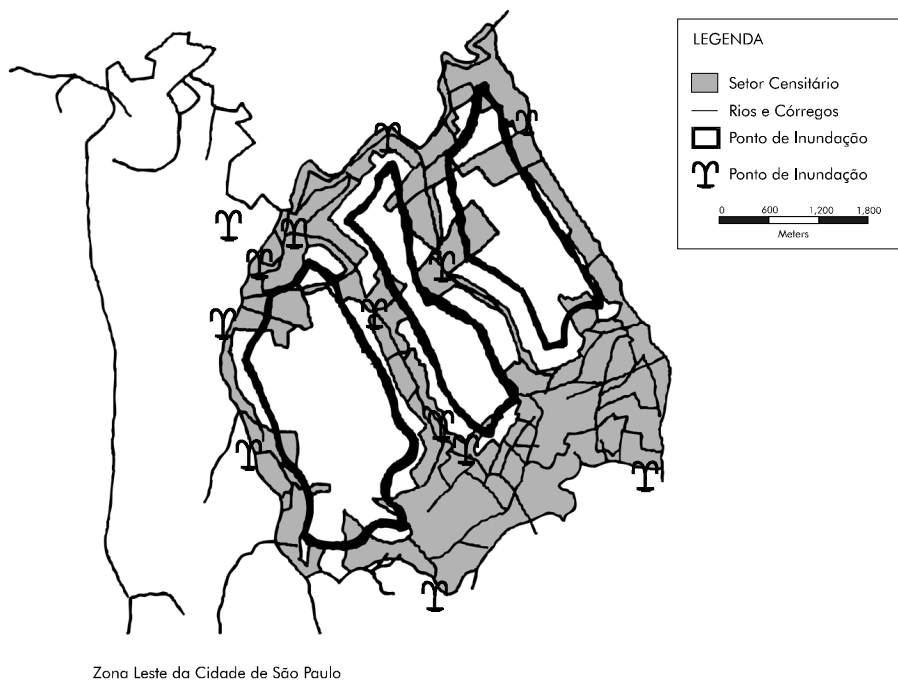 LEGENDA
Setor Censitário
Rios e Córregos
Ponto de Inundação
Ponto de Inundação
0 600 1,200 1,800
Meters
Zona Leste da Cidade de São Paulo